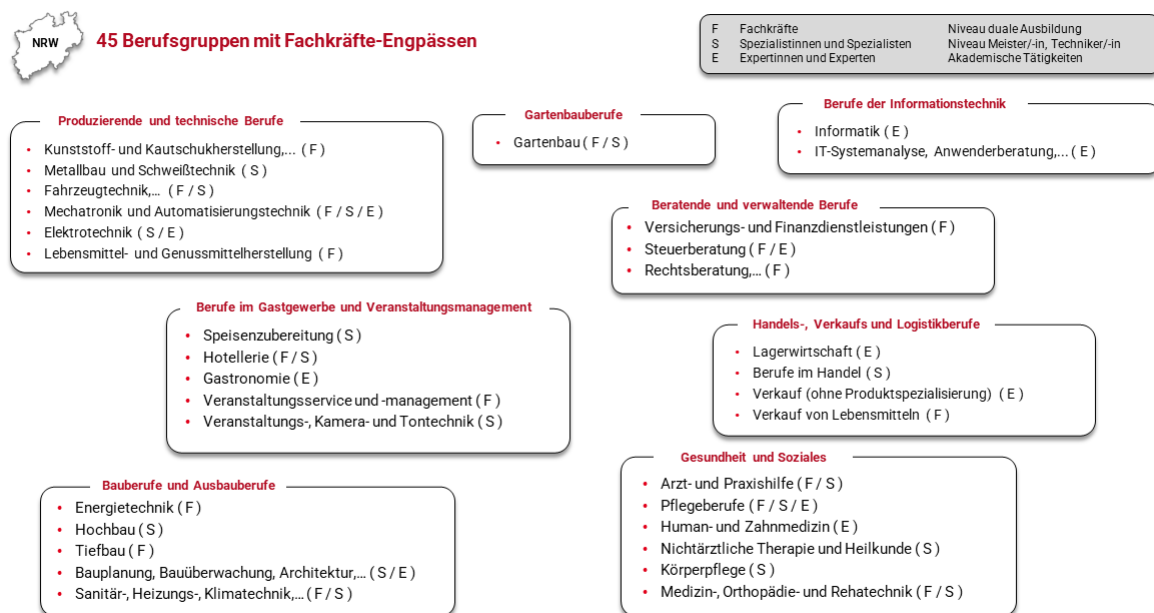 NRW
45 Berufsgruppen mit Fachkräfte-Engpässen
F Fachkräfte Niveau duale Ausbildung
S Spezialistinnen und Spezialisten Niveau Meister/-in, Techniker/-in
E Expertinnen und Experten Akademische Tätigkeiten
Produzierende und technische Berufe
• Kunststoff- und Kautschukherstellung,... ( F )
• Metallbau und Schweißtechnik ( S )
• Fahrzeugtechnik,... ( F / S )
• Mechatronik und Automatisierungstechnik ( F / S / E )
• Elektrotechnik ( S / E )
• Lebensmittel- und Genussmittelherstellung ( F )
Gartenbauberufe
• Gartenbau ( F / S )
Berufe der Informationstechnik
• Informatik ( E )
• IT-Systemanalyse, Anwenderberatung,... ( E )
Beratende und verwaltende Berufe
• Versicherungs- und Finanzdienstleistungen ( F )
• Steuerberatung ( F / E )
• Rechtsberatung,... ( F )
Berufe im Gastgewerbe und Veranstaltungsmanagement
• Speisenzubereitung ( S )
• Hotellerie ( F / S )
• Gastronomie ( E )
• Veranstaltungsservice und -management ( F )
• Veranstaltungs-, Kamera- und Tontechnik ( S )
Handels-, Verkaufs und Logistikberufe
• Lagerwirtschaft ( E )
• Berufe im Handel ( S )
• Verkauf (ohne Produktspezialisierung) ( E )
• Verkauf von Lebensmitteln ( F )
Bauberufe und Ausbauberufe
• Energietechnik ( F )
• Hochbau ( S )
• Tiefbau ( F )
• Bauplanung, Bauüberwachung, Architektur,... ( S / E )
• Sanitär-, Heizungs-, Klimatechnik,... ( F / S )
Gesundheit und Soziales
• Arzt- und Praxishilfe ( F / S )
• Pflegeberufe ( F / S / E )
• Human- und Zahnmedizin ( E )
• Nichtärztliche Therapie und Heilkunde ( S )
• Körperpflege ( S )
• Medizin-, Orthopädie- und Rehatechnik ( F / S )